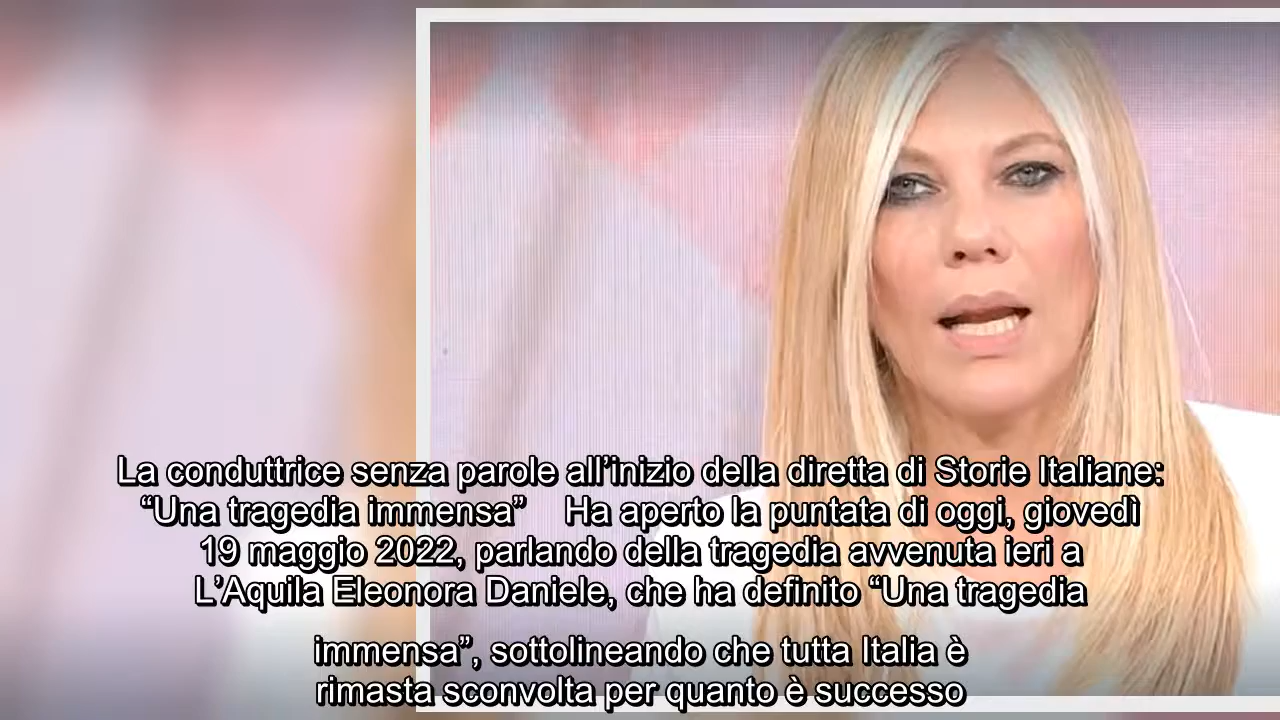 La conduttrice senza parole all’inizio della diretta di Storie Italiane:
“Una tragedia immensa” Ha aperto la puntata di oggi, giovedì
19 maggio 2022, parlando della tragedia avvenuta ieri a
L’Aquila Eleonora Daniele, che ha definito “Una tragedia
immensa”, sottolineando che tutta Italia è
rimasta sconvolta per quanto è successo